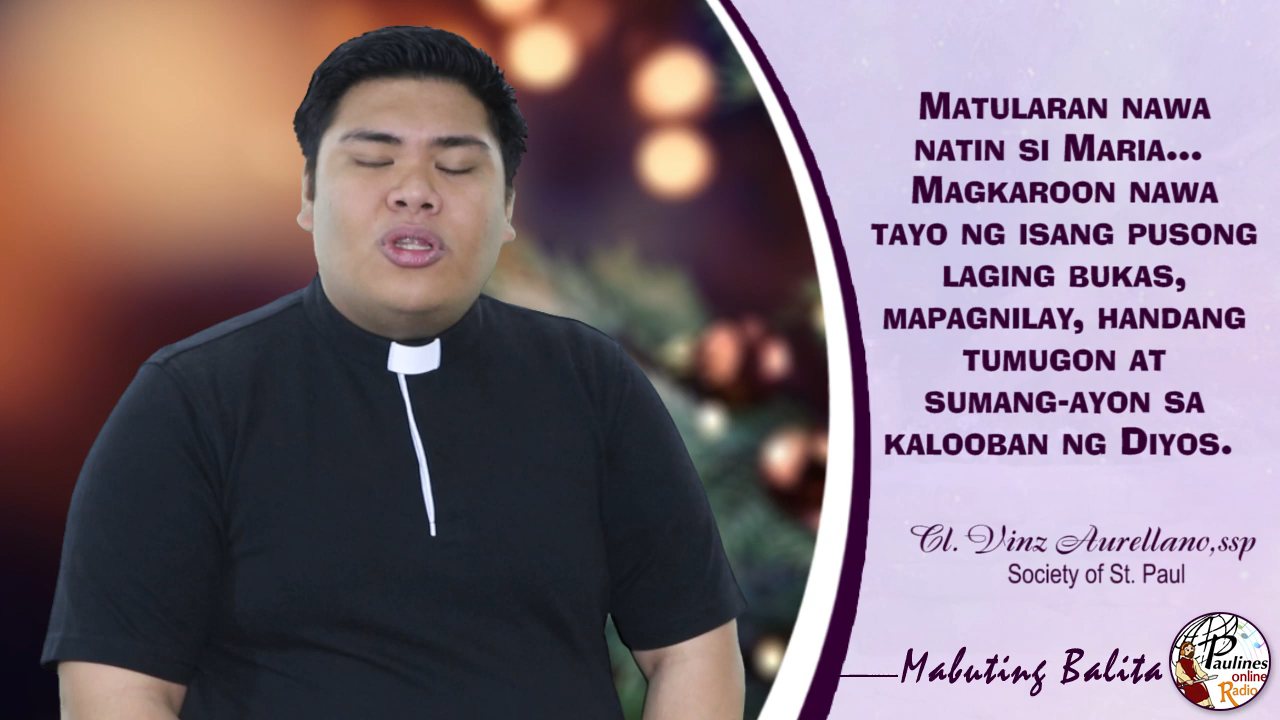 Matularan nawa
natin si Maria...
Magkaroon nawa
tayo ng isang pusong
laging bukas,
mapagnilay, handang
tumugon at
sumang-ayon sa
kalooban ng Diyos.
Cl. Vinz Aurellano,ssp
Society of St. Paul
Mabuting Balita
Paulines
online
Radio